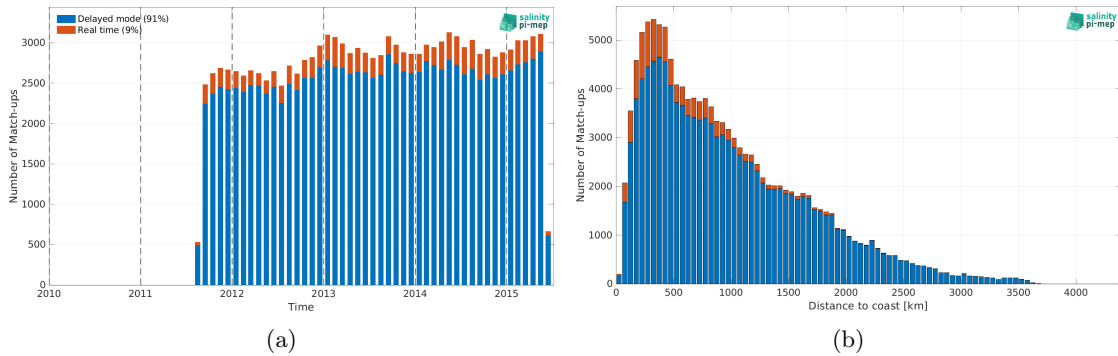 Delayed mode (91%)
Real time (9%)
salinity
pi-mep
3000
2500
2000
1500
1000
500
0
Number of Match-ups
2010 2011 2012 2013 2014 2015
Time
(a)
salinity
pi-mep
5000
4000
3000
2000
1000
0
Number of Match-ups
0 500 1000 1500 2000 2500 3000 3500 4000
Distance to coast [km]
(b)